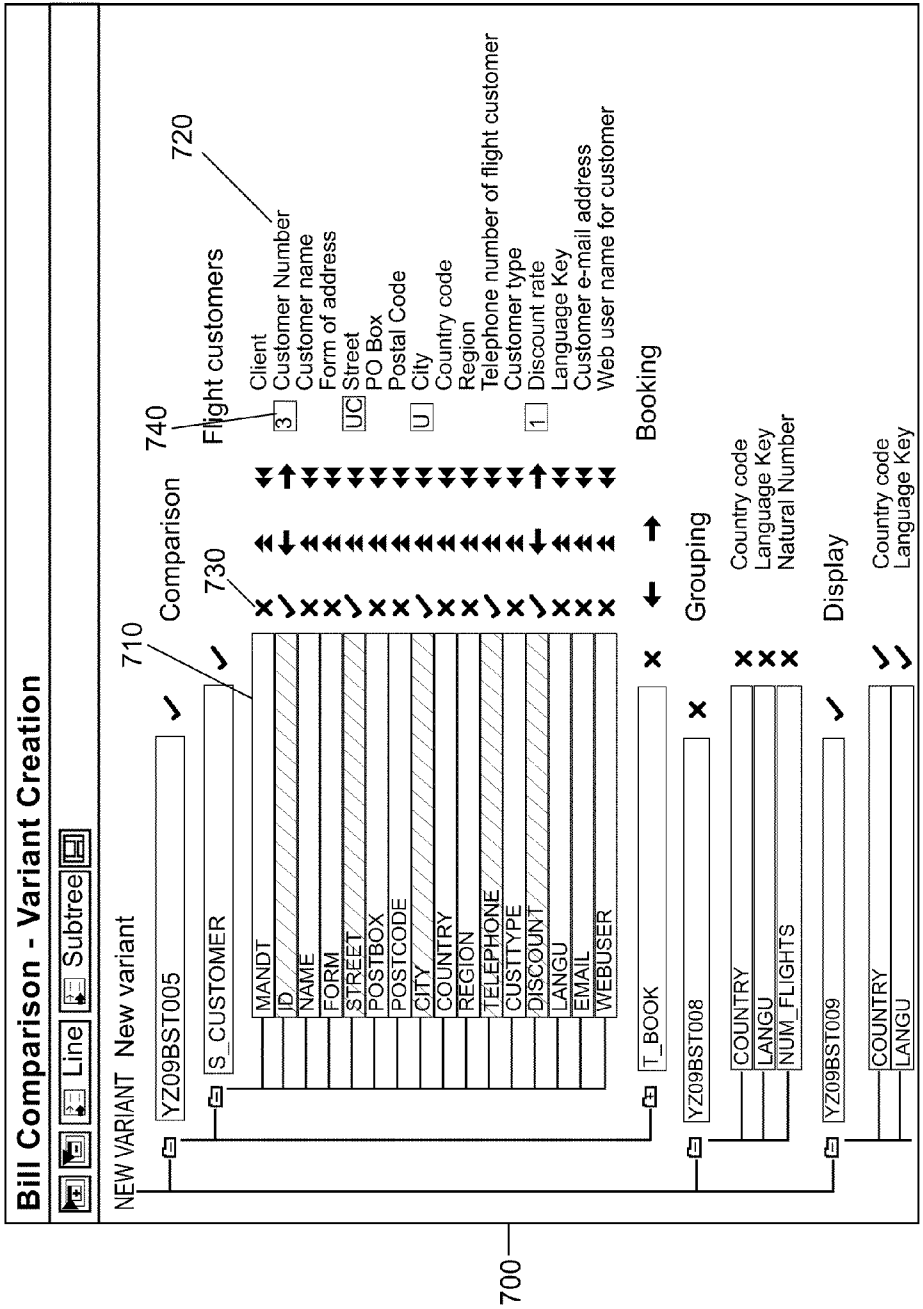 Bill Comparison - Variant Creation
Line Subtree
NEW VARIANT New variant
YZ09BST005 Comparison
S_CUSTOMER Flight customers
710 730 740 720
MANDT Client
ID 3 Customer Number
NAME Customer name
FORM Form of address
STREET UC Street
POSTBOX PO Box
POSTCODE Postal Code
CITY U City
COUNTRY Country code
REGION Region
TELEPHONE Telephone number of flight customer
CUSTTYPE Customer type
DISCOUNT 1 Discount rate
LANGU Language Key
EMAIL Customer e-mail address
WEBUSER Web user name for customer
T_BOOK Booking
YZ09BST008 Grouping
COUNTRY Country code
LANGU Language Key
NUM_FLIGHTS Natural Number
YZ09BST009 Display
COUNTRY Country code
LANGU Language Key
700